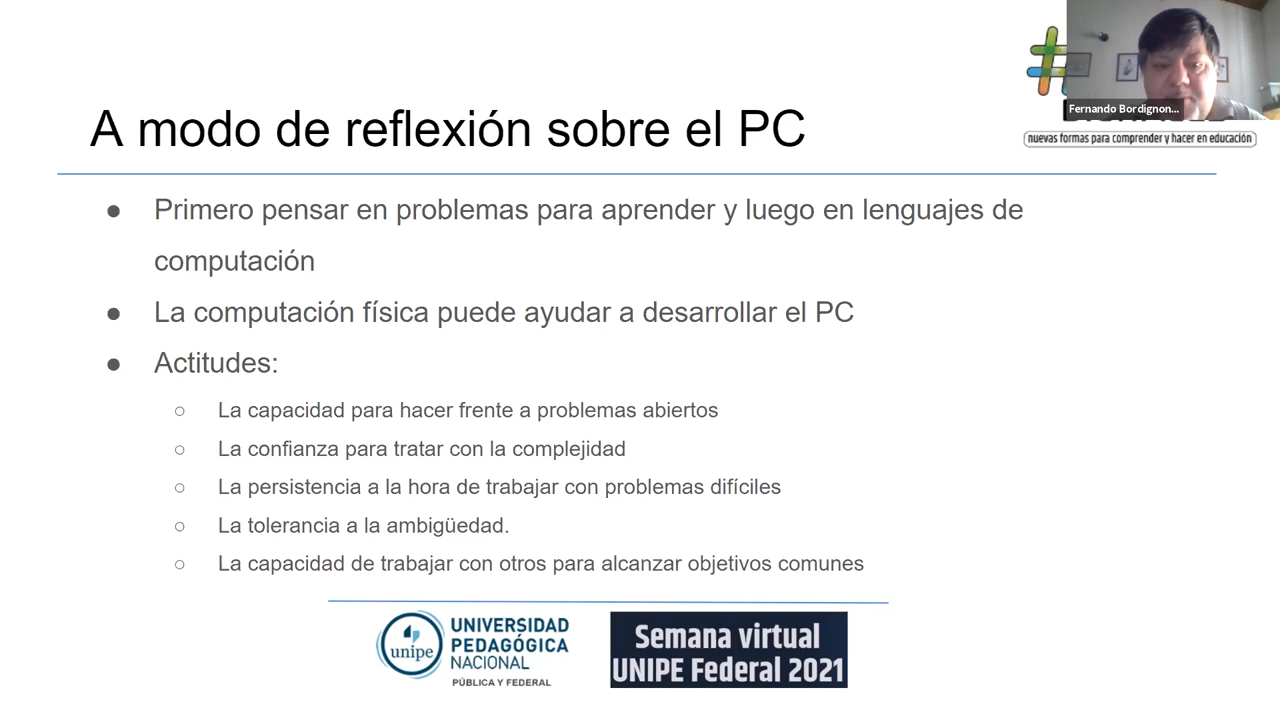 Fernando Bordignon...
nuevas formas para comprender y hacer en educación
A modo de reflexión sobre el PC
● Primero pensar en problemas para aprender y luego en lenguajes de
computación
● La computación física puede ayudar a desarrollar el PC
● Actitudes:
○ La capacidad para hacer frente a problemas abiertos
○ La confianza para tratar con la complejidad
○ La persistencia a la hora de trabajar con problemas difíciles
○ La tolerancia a la ambigüedad.
○ La capacidad de trabajar con otros para alcanzar objetivos comunes
unipe
UNIVERSIDAD
PEDAGÓGICA
NACIONAL
PÚBLICA Y FEDERAL
Semana virtual
UNIPE Federal 2021